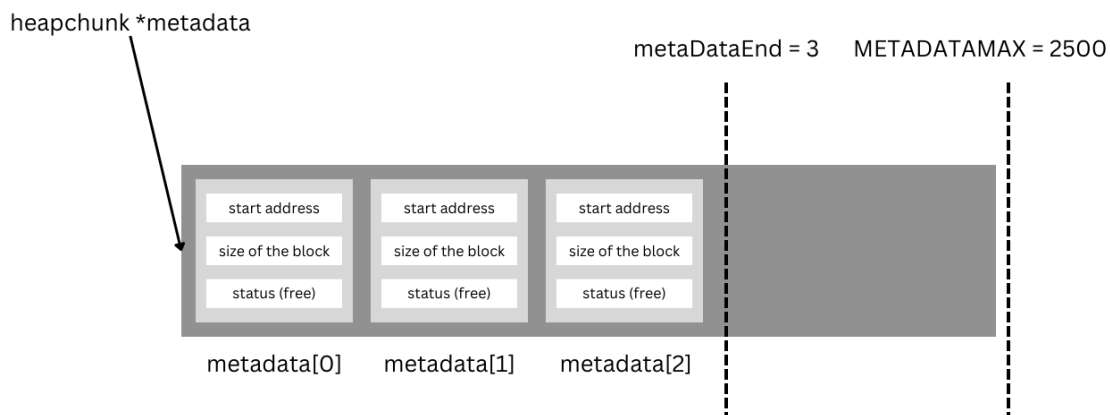 heapchunk *metadata
metaDataEnd = 3
METADATAMAX = 2500
start address
size of the block
status (free)
start address
size of the block
status (free)
start address
size of the block
status (free)
metadata[0]
metadata[1]
metadata[2]